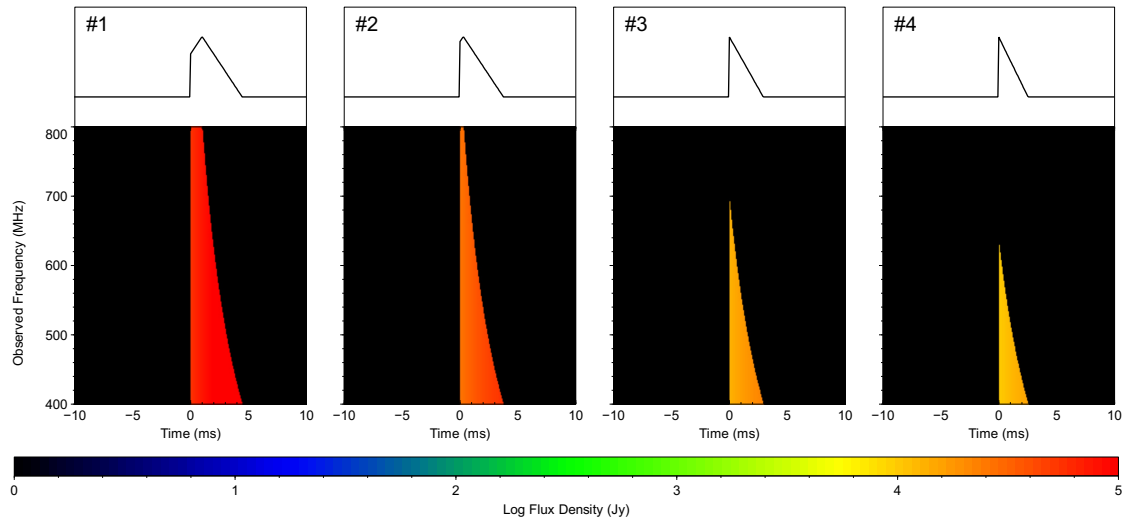 #1 #2 #3 #4
800
700
600
500
400
Observed Frequency (MHz)
−10 −5 0 5 10 −10 −5 0 5 10 −10 −5 0 5 10 −10 −5 0 5 10
Time (ms) Time (ms) Time (ms) Time (ms)
0 1 2 3 4 5
Log Flux Density (Jy)